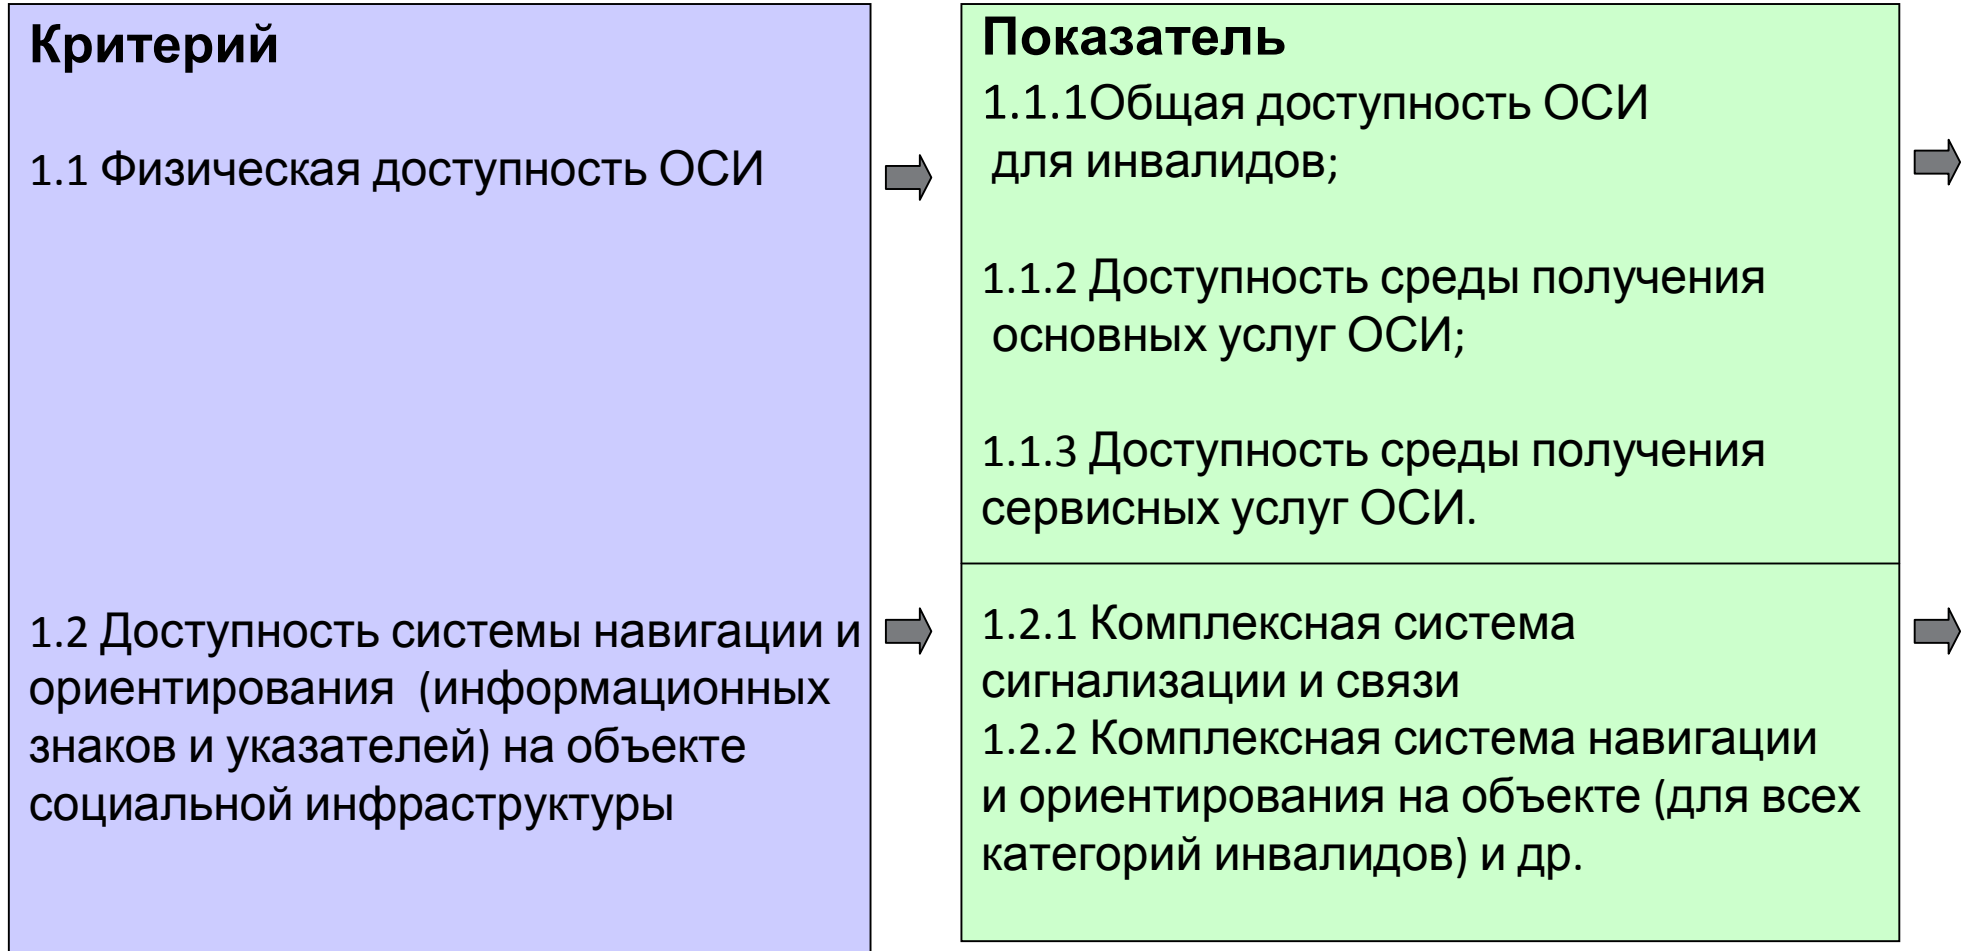 Критерий
1.1 Физическая доступность ОСИ
1.2 Доступность системы навигации и
ориентирования (информационных
знаков и указателей) на объекте
социальной инфраструктуры
Показатель
1.1.1Общая доступность ОСИ
для инвалидов;
1.1.2 Доступность среды получения
основных услуг ОСИ;
1.1.3 Доступность среды получения
сервисных услуг ОСИ.
1.2.1 Комплексная система
сигнализации и связи
1.2.2 Комплексная система навигации
и ориентирования на объекте (для всех
категорий инвалидов) и др.